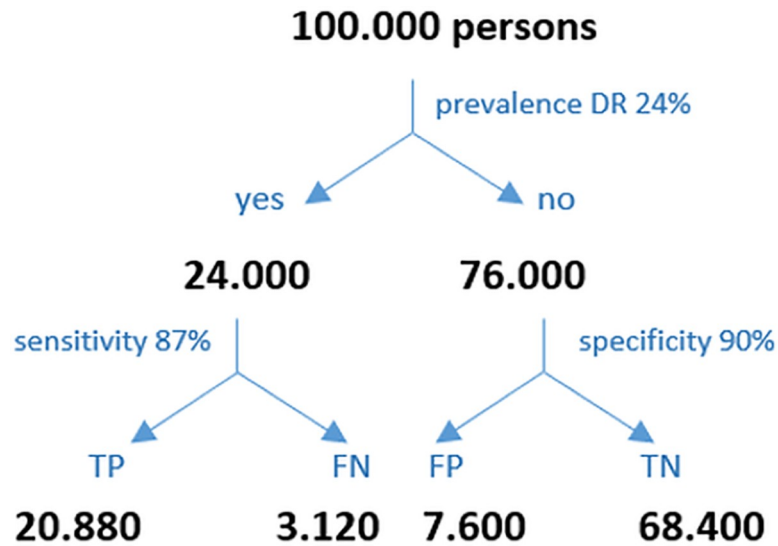 100.000 persons
prevalence DR 24%
yes no
24.000 76.000
sensitivity 87% specificity 90%
TP FN FP TN
20.880 3.120 7.600 68.400